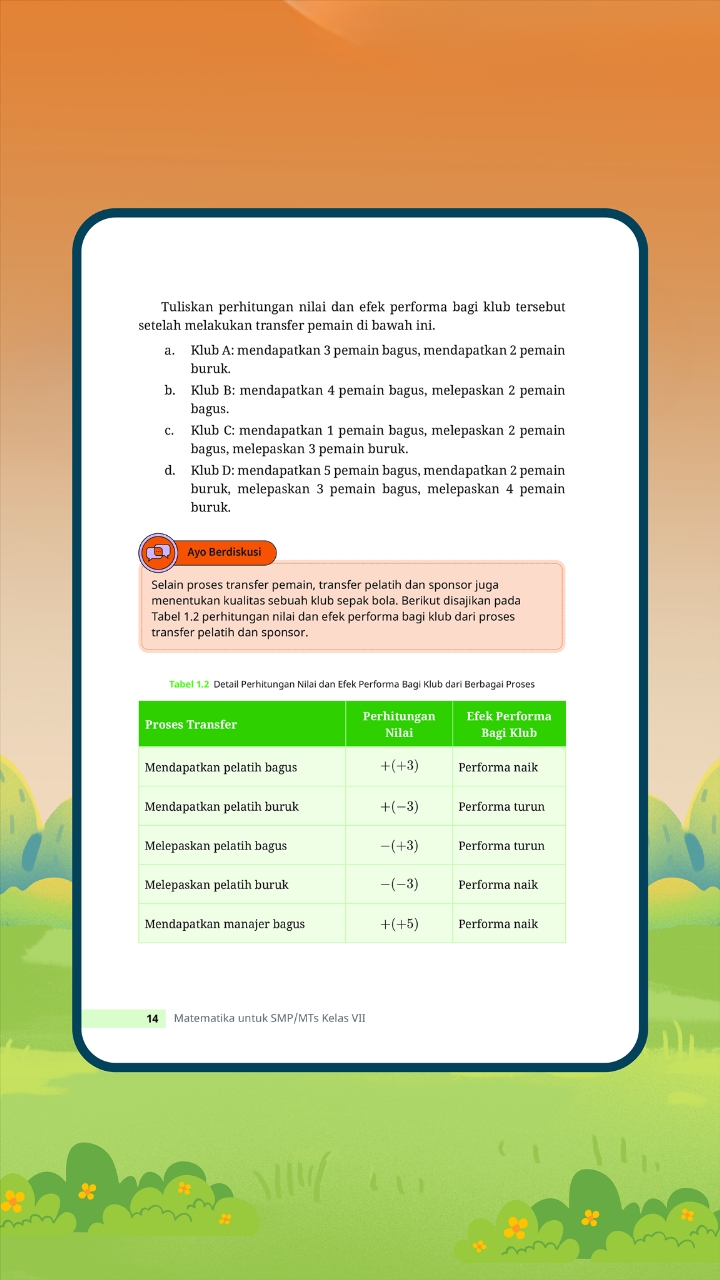 Tuliskan perhitungan nilai dan efek performa bagi klub tersebut
setelah melakukan transfer pemain di bawah ini.
a. Klub A: mendapatkan 3 pemain bagus, mendapatkan 2 pemain
buruk.
b. Klub B: mendapatkan 4 pemain bagus, melepaskan 2 pemain
bagus.
c. Klub C: mendapatkan 1 pemain bagus, melepaskan 2 pemain
bagus, melepaskan 3 pemain buruk.
d. Klub D: mendapatkan 5 pemain bagus, mendapatkan 2 pemain
buruk, melepaskan 3 pemain bagus, melepaskan 4 pemain
buruk.
Ayo Berdiskusi
Selain proses transfer pemain, transfer pelatih dan sponsor juga
menentukan kualitas sebuah klub sepak bola. Berikut disajikan pada
Tabel 1.2 perhitungan nilai dan efek performa bagi klub dari proses
transfer pelatih dan sponsor.
Tabel 1.2 Detail Perhitungan Nilai dan Efek Performa Bagi Klub dari Berbagai Proses
Proses Transfer
Perhitungan
Nilai
Efek Performa
Bagi Klub
Mendapatkan pelatih bagus +(+3) Performa naik
Mendapatkan pelatih buruk +(−3) Performa turun
Melepaskan pelatih bagus −(+3) Performa turun
Melepaskan pelatih buruk −(−3) Performa naik
Mendapatkan manajer bagus +(+5) Performa naik
14 Matematika untuk SMP/MTs Kelas VII